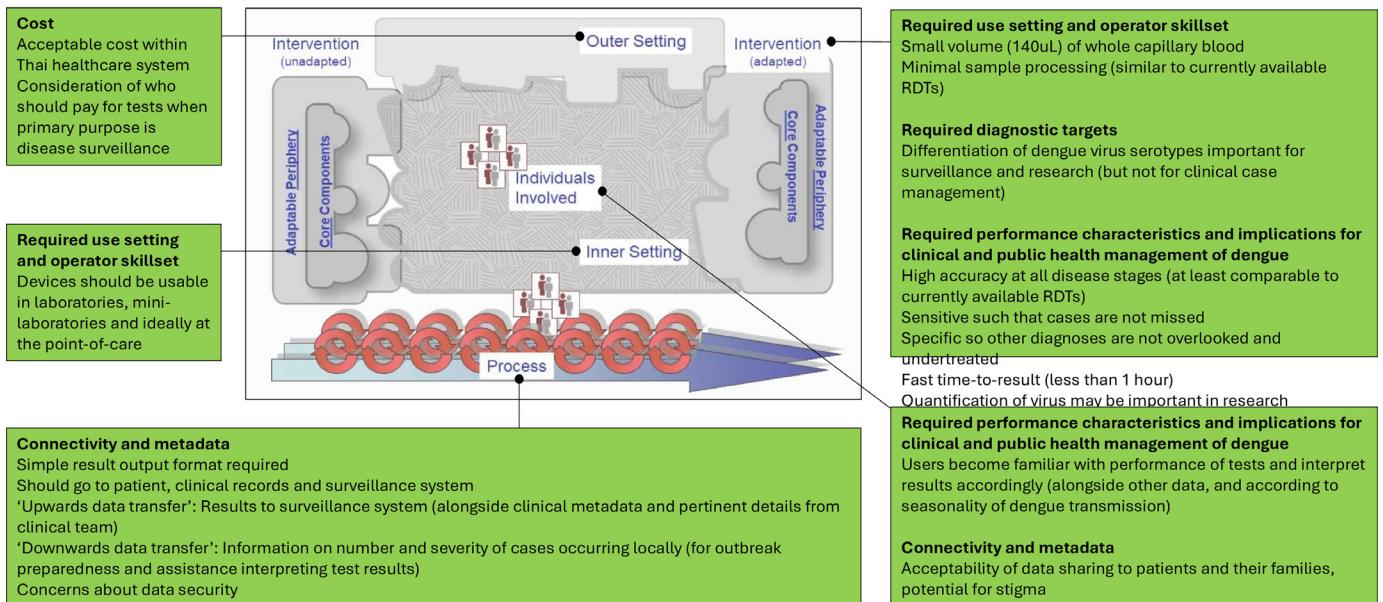 Cost
Acceptable cost within
Thai healthcare system
Consideration of who
should pay for tests when
primary purpose is
disease surveillance
Required use setting
and operator skillset
Devices should be usable
in laboratories, mini-
laboratories and ideally at
the point-of-care
Intervention
(unadapted)
Outer Setting
Intervention
(adapted)
Adaptable Periphery
Core Components
Individuals
Involved
Inner Setting
Core Components
Adaptable Periphery
Process
Connectivity and metadata
Simple result output format required
Should go to patient, clinical records and surveillance system
‘Upwards data transfer’: Results to surveillance system (alongside clinical metadata and pertinent details from
clinical team)
‘Downwards data transfer’: Information on number and severity of cases occurring locally (for outbreak
preparedness and assistance interpreting test results)
Concerns about data security
Required use setting and operator skillset
Small volume (140uL) of whole capillary blood
Minimal sample processing (similar to currently available
RDTs)
Required diagnostic targets
Differentiation of dengue virus serotypes important for
surveillance and research (but not for clinical case
management)
Required performance characteristics and implications for
clinical and public health management of dengue
High accuracy at all disease stages (at least comparable to
currently available RDTs)
Sensitive such that cases are not missed
Specific so other diagnoses are not overlooked and
undertreated
Fast time-to-result (less than 1 hour)
Quantification of virus may be important in research
Required performance characteristics and implications for
clinical and public health management of dengue
Users become familiar with performance of tests and interpret
results accordingly (alongside other data, and according to
seasonality of dengue transmission)
Connectivity and metadata
Acceptability of data sharing to patients and their families,
potential for stigma